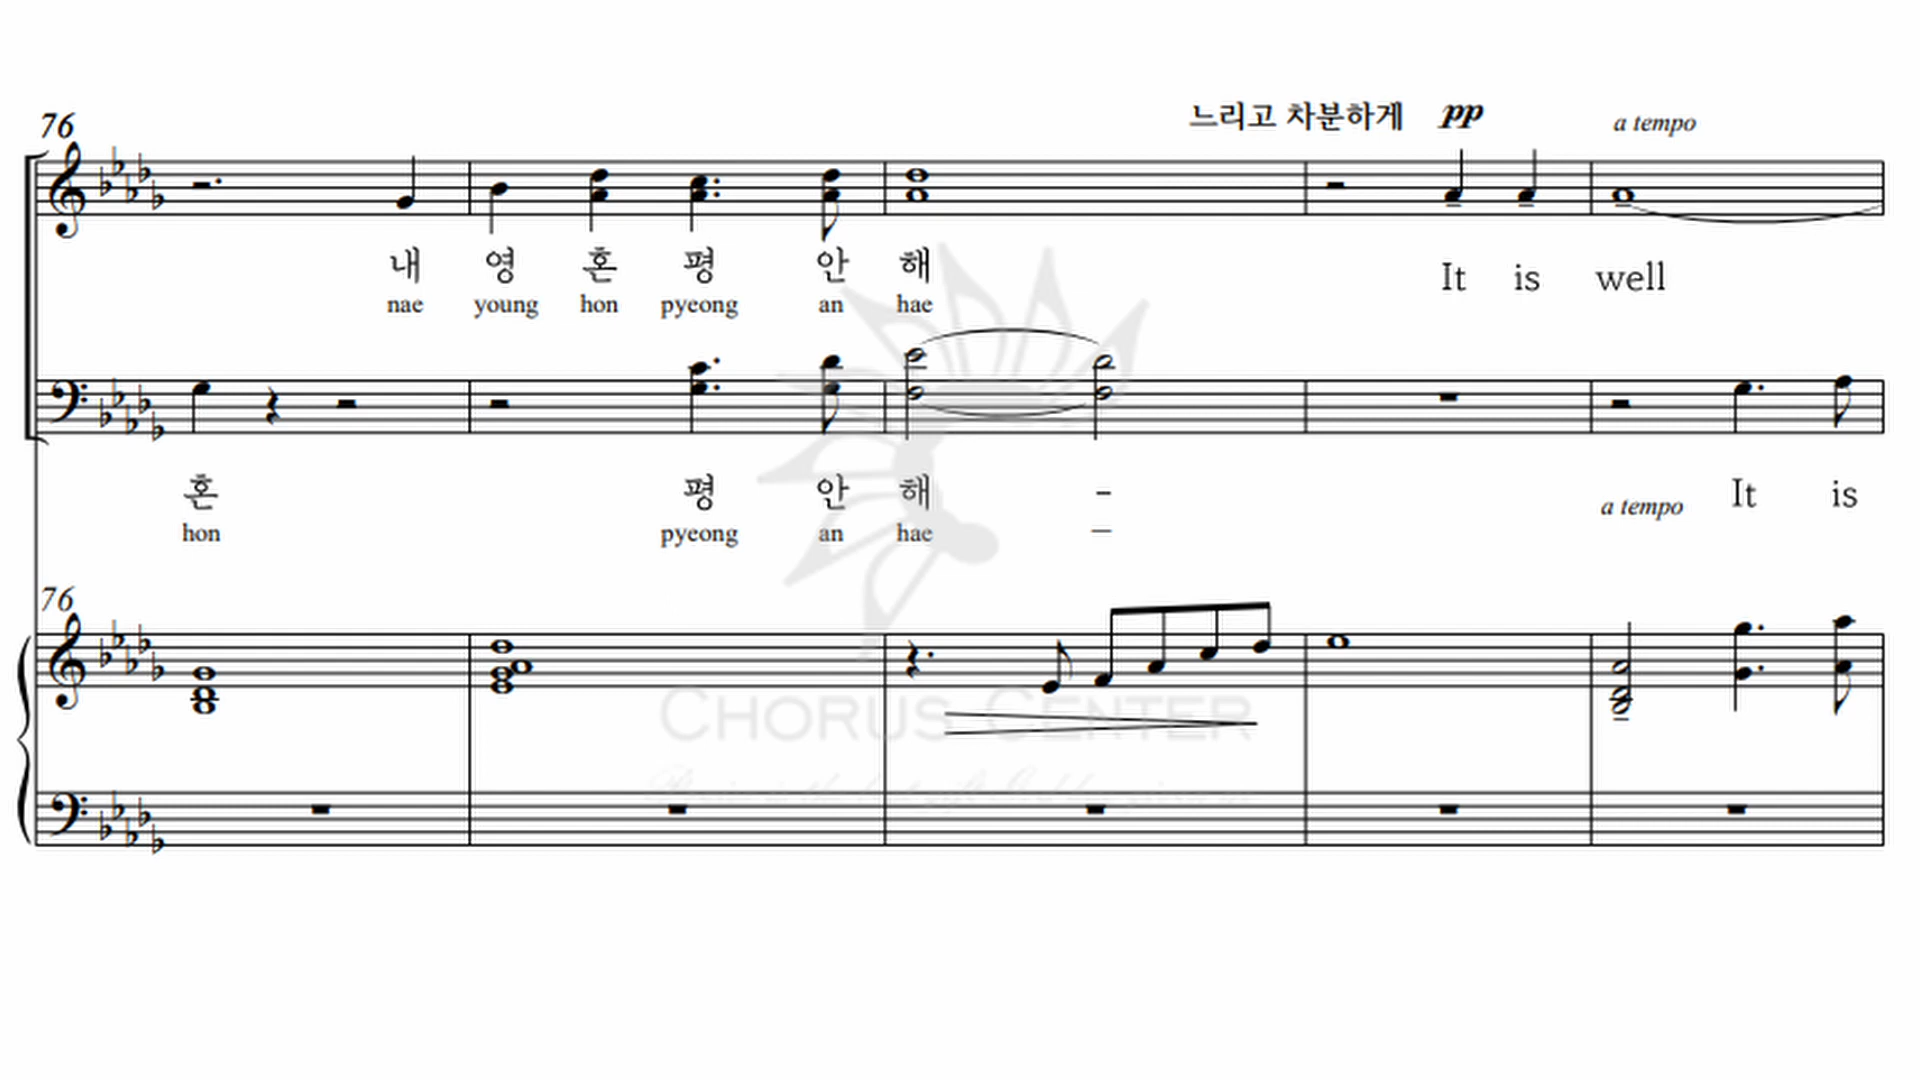 76
느리고 차분하게 pp a tempo
내 영 혼 평 안 해 It is well
nae young hon pyeong an hae
혼 평 안 해 - It is
a tempo
hon pyeong an hae –
76
CHORUS CENTER